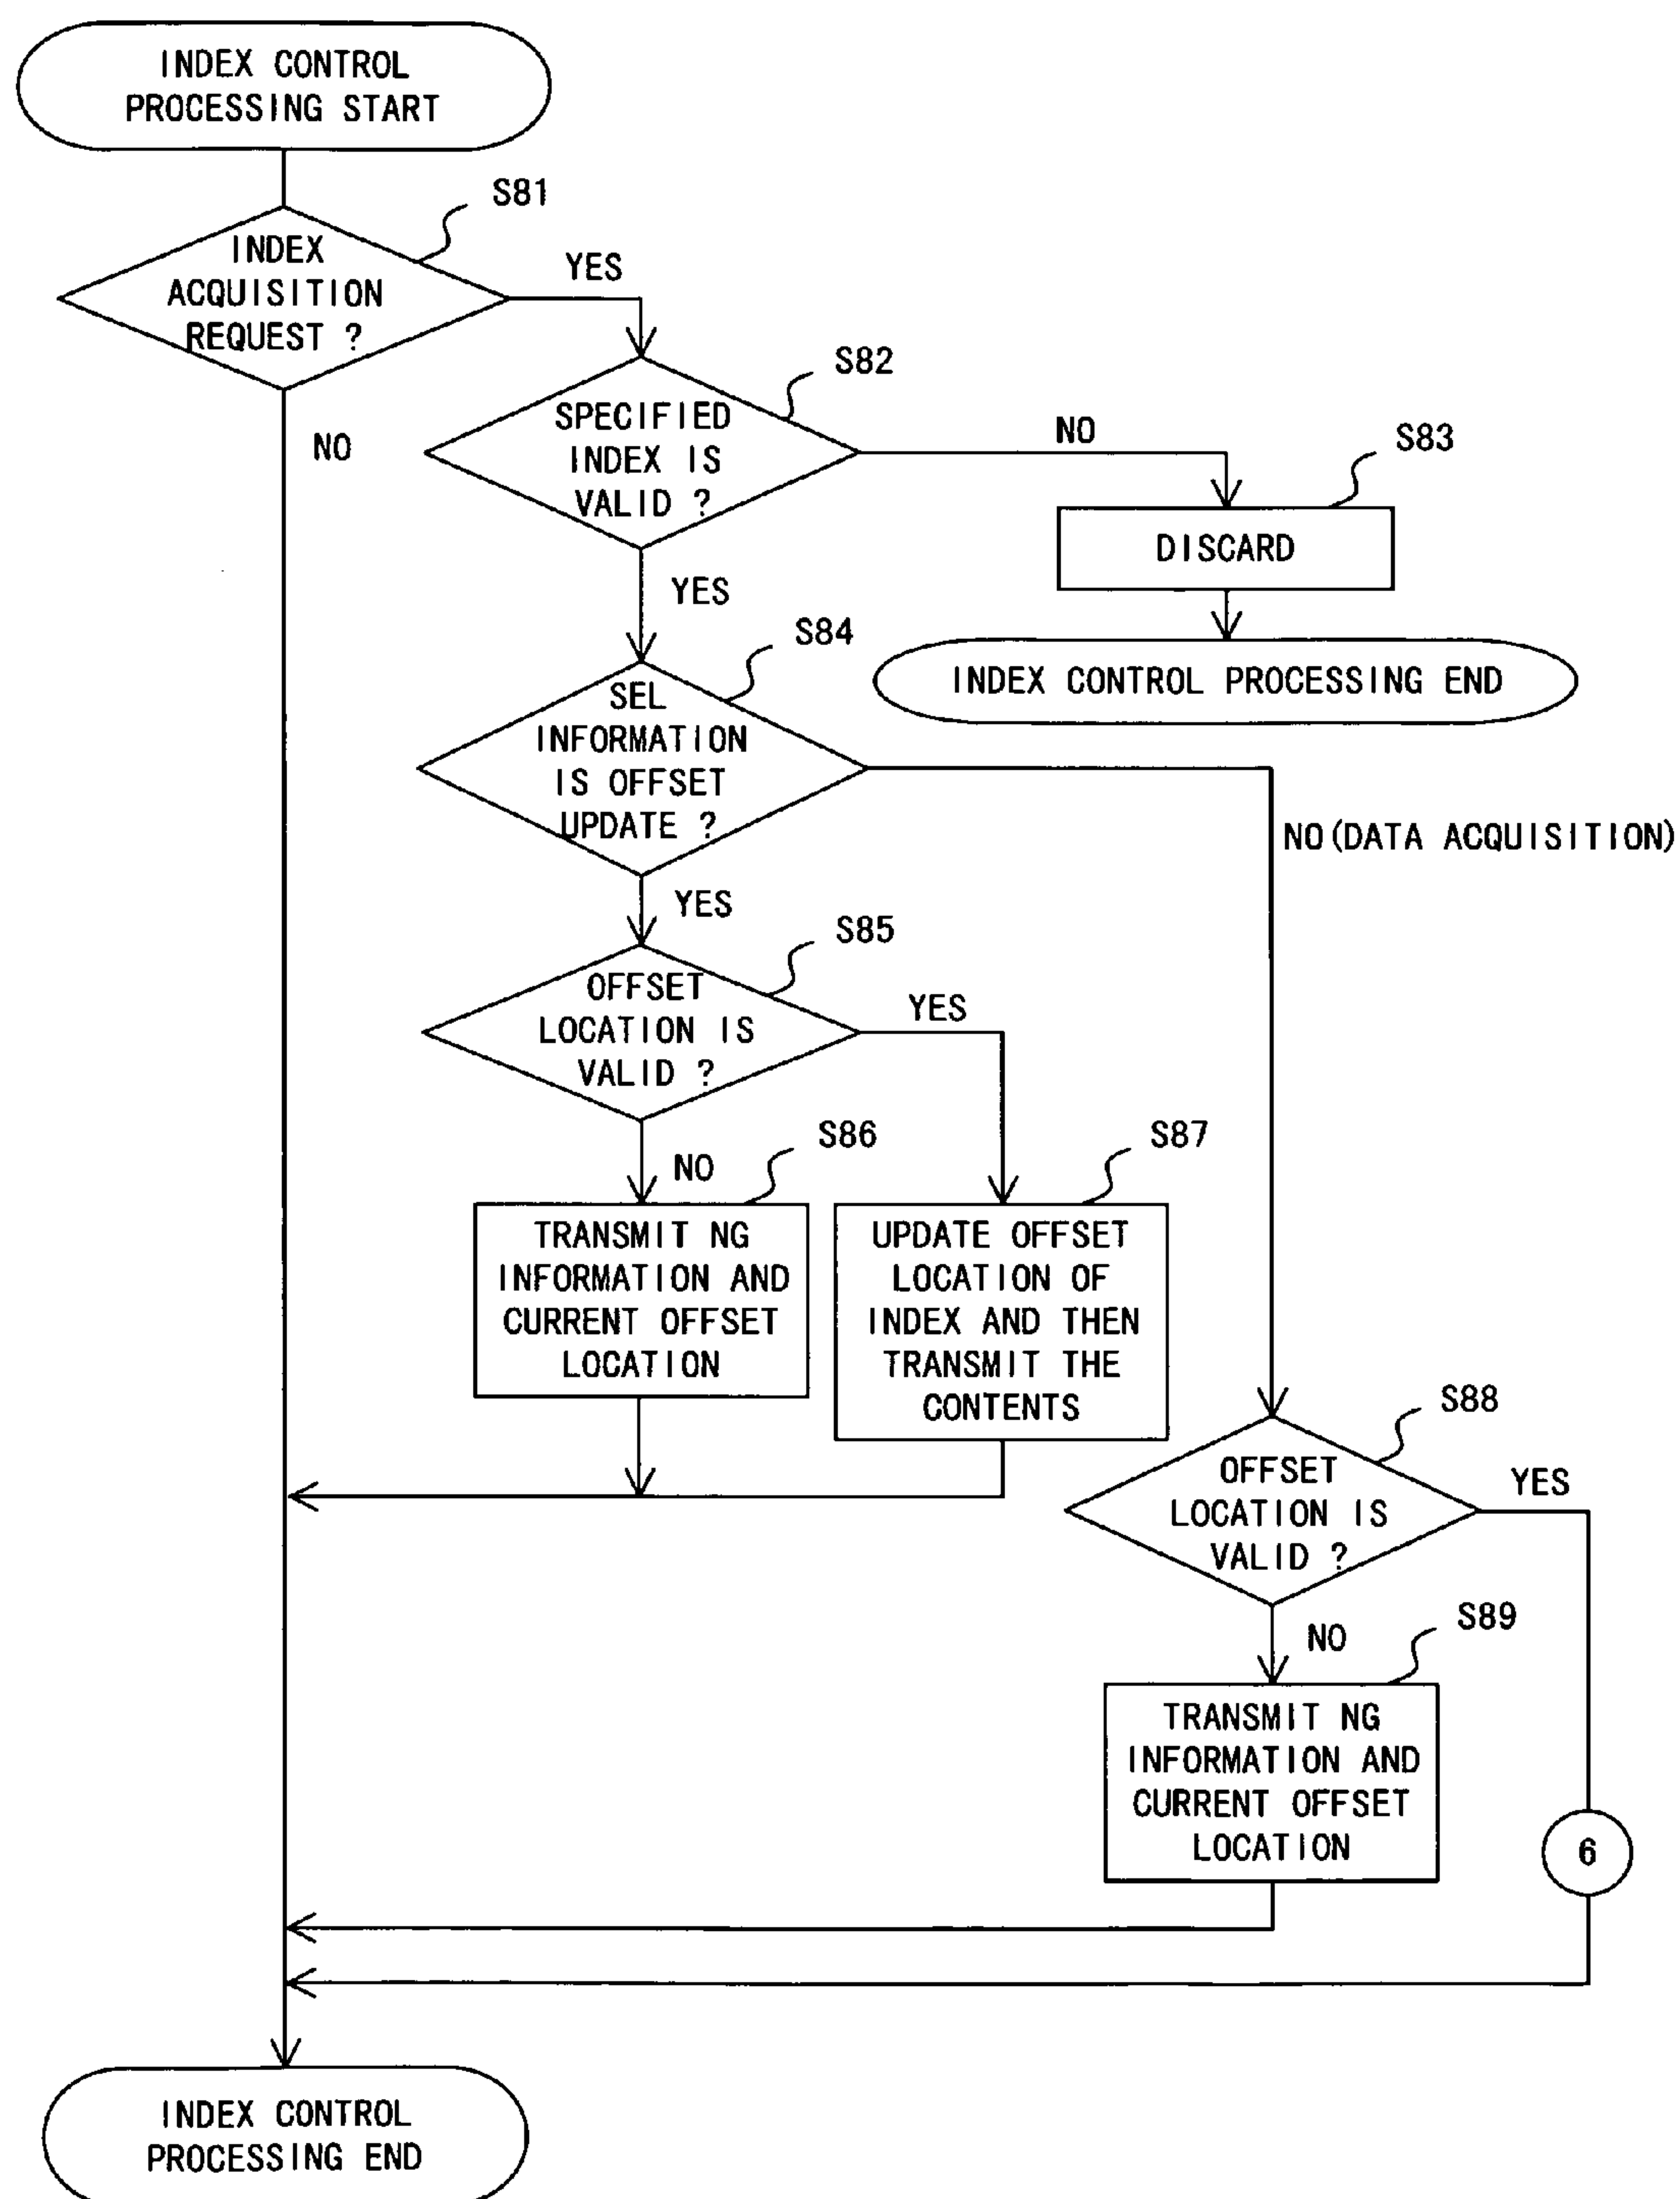 INDEX CONTROL
PROCESSING START
S81
INDEX
ACQUISITION
REQUEST ?
YES
NO
S82
SPECIFIED
INDEX IS
VALID ?
NO
S83
DISCARD
YES
INDEX CONTROL PROCESSING END
S84
SEL
INFORMATION
IS OFFSET
UPDATE ?
NO(DATA ACQUISITION)
YES
S85
OFFSET
LOCATION IS
VALID ?
YES
NO
S86
TRANSMIT NG
INFORMATION AND
CURRENT OFFSET
LOCATION
S87
UPDATE OFFSET
LOCATION OF
INDEX AND THEN
TRANSMIT THE
CONTENTS
S88
OFFSET
LOCATION IS
VALID ?
YES
NO
S89
TRANSMIT NG
INFORMATION AND
CURRENT OFFSET
LOCATION
6
INDEX CONTROL
PROCESSING END